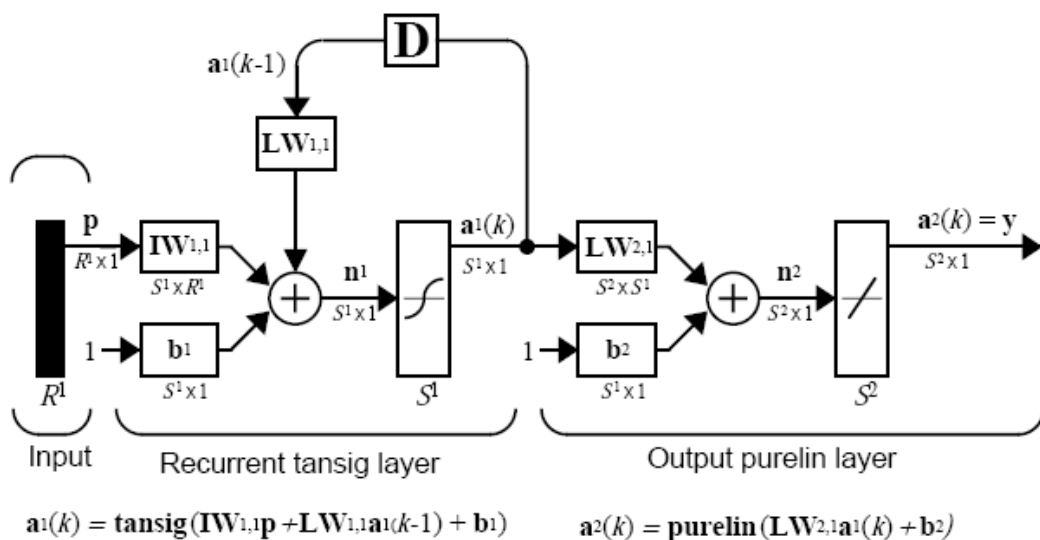 D
a1(k-1)
LW1,1
p
R1 x 1
IW1,1
S1 x R1
1
b1
S1 x 1
n1
S1 x 1
a1(k)
S1 x 1
LW2,1
S2 x S1
1
b2
S1 x 1
n2
S2 x 1
a2(k) = y
S2 x 1
R1
S1
S2
Input
Recurrent tansig layer
Output purelin layer
a1(k) = tansig (IW1,1p +LW1,1a1(k-1) + b1)
a2(k) = purelin (LW2,1a1(k) + b2)